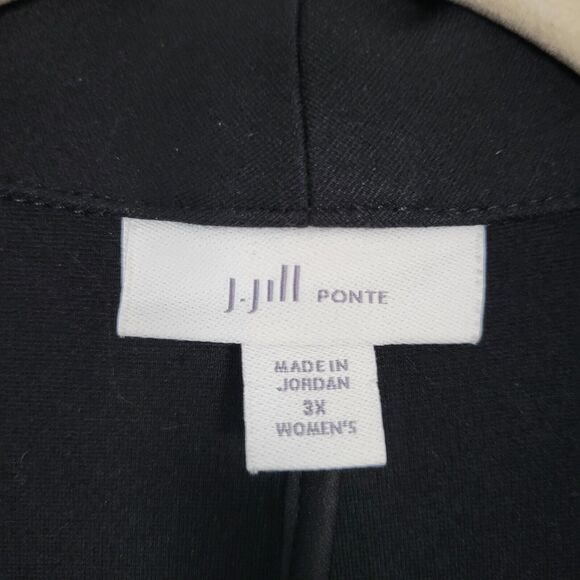 J.Jill PONTE
MADE IN
JORDAN
3X
WOMEN'S